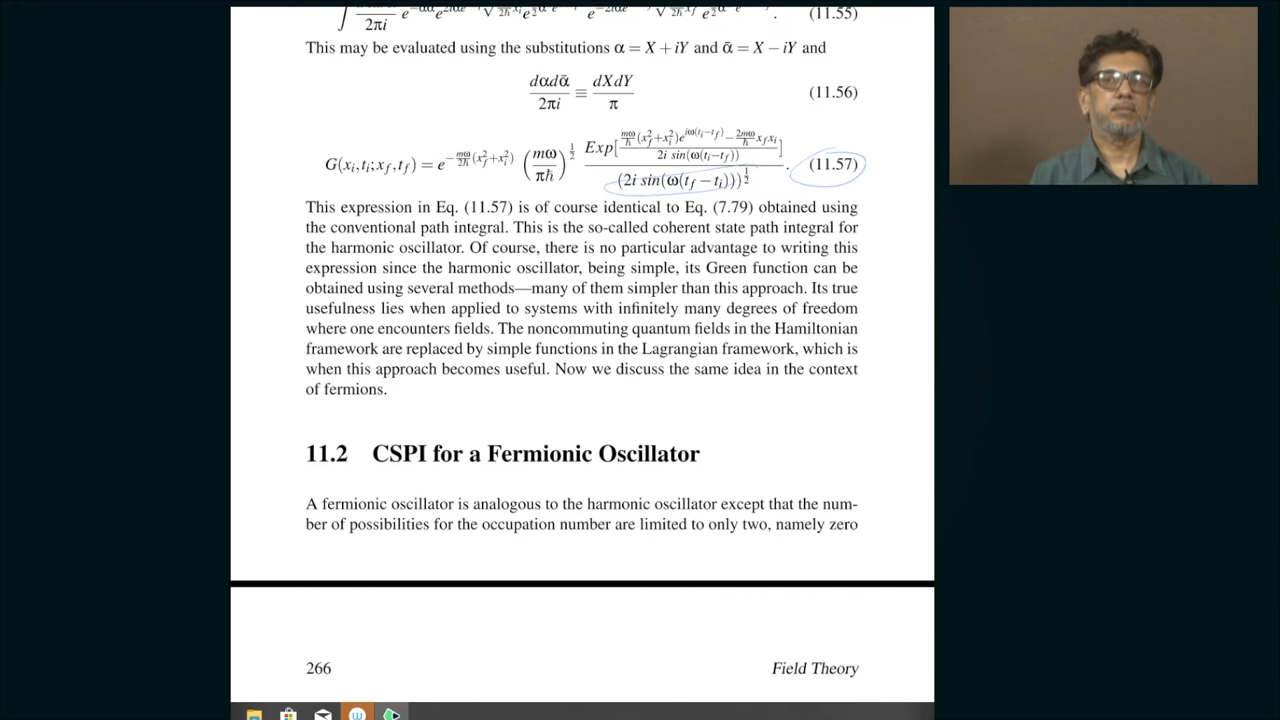 ∫ 2πi e^{-αᾱ} . (11.55)
This may be evaluated using the substitutions α = X + iY and ᾱ = X − iY and
dαdᾱ/2πi ≡ dXdY/π (11.56)
G(x_i,t_i;x_f,t_f) = e^{-\frac{mω}{2ħ}(x_f^2+x_i^2)} (mω/πħ)^{1/2} Exp[\frac{\frac{mω}{ħ}(x_f^2+x_i^2)e^{iω(t_i−t_f)}−\frac{2mω}{ħ}x_f x_i}{2i sin(ω(t_i−t_f))}] / (2i sin(ω(t_f − t_i)))^{1/2} . (11.57)
This expression in Eq. (11.57) is of course identical to Eq. (7.79) obtained using
the conventional path integral. This is the so-called coherent state path integral for
the harmonic oscillator. Of course, there is no particular advantage to writing this
expression since the harmonic oscillator, being simple, its Green function can be
obtained using several methods—many of them simpler than this approach. Its true
usefulness lies when applied to systems with infinitely many degrees of freedom
where one encounters fields. The noncommuting quantum fields in the Hamiltonian
framework are replaced by simple functions in the Lagrangian framework, which is
when this approach becomes useful. Now we discuss the same idea in the context
of fermions.
11.2 CSPI for a Fermionic Oscillator
A fermionic oscillator is analogous to the harmonic oscillator except that the num-
ber of possibilities for the occupation number are limited to only two, namely zero
266 Field Theory